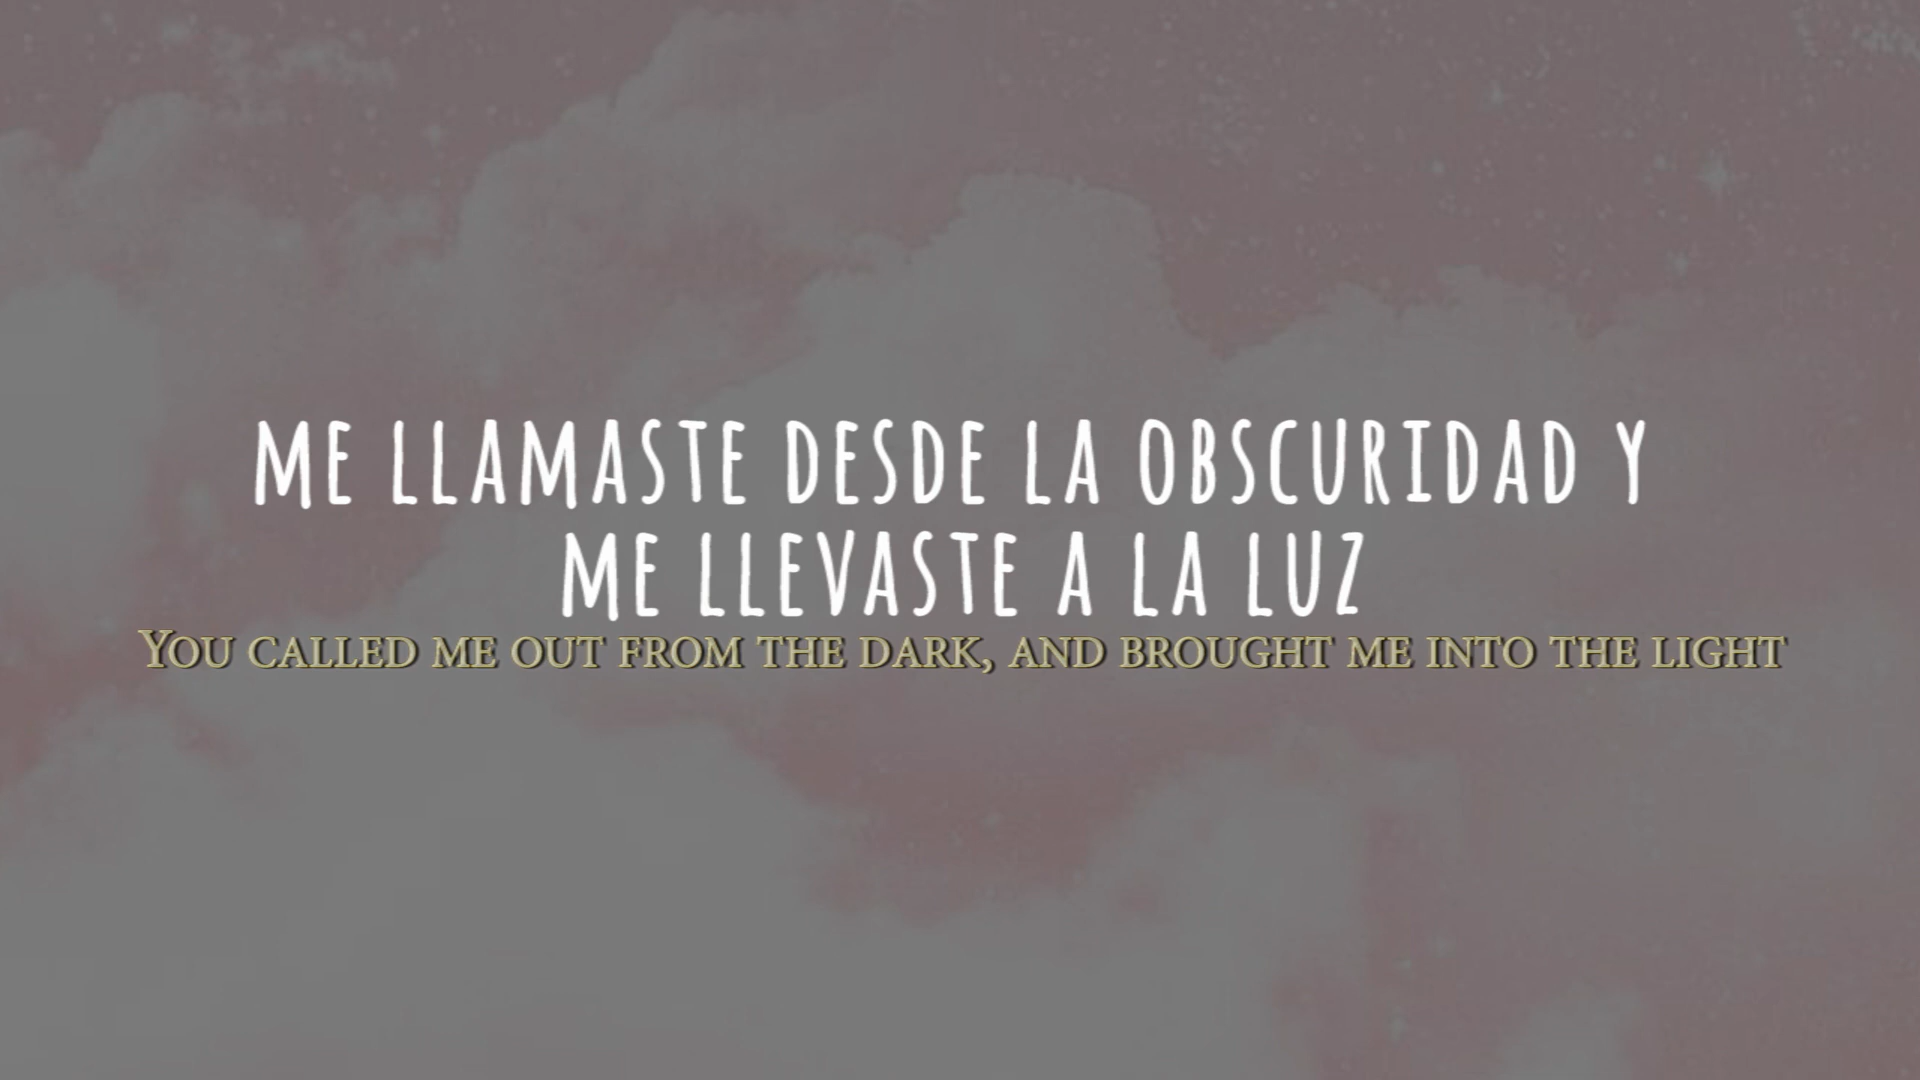 ME LLAMASTE DESDE LA OBSCURIDAD Y
ME LLEVASTE A LA LUZ
You called me out from the dark, and brought me into the light